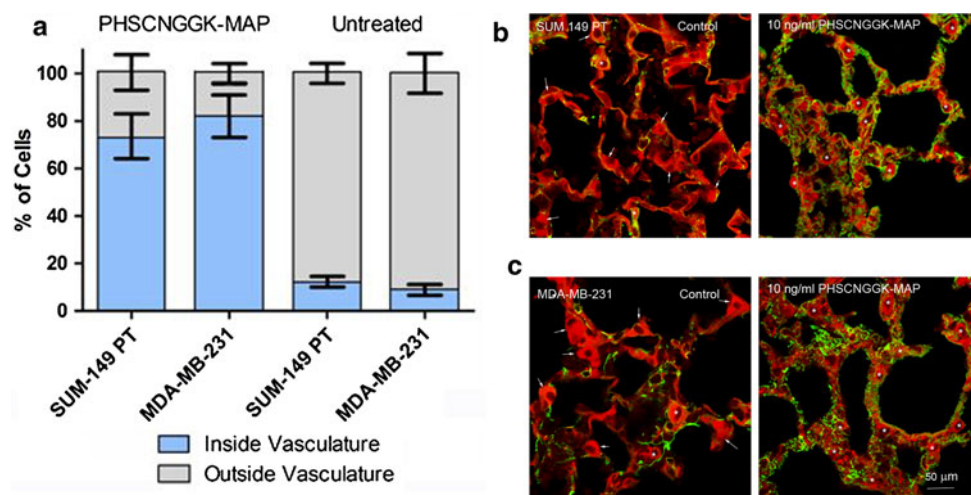 a
PHSCNGGK-MAP
Untreated
% of Cells
100
80
60
40
20
0
SUM-149 PT
MDA-MB-231
SUM-149 PT
MDA-MB-231
Inside Vasculature
Outside Vasculature
b
SUM 149 PT
Control
10 ng/ml PHSCNGGK-MAP
c
MDA-MB-231
Control
10 ng/ml PHSCNGGK-MAP
50 µm